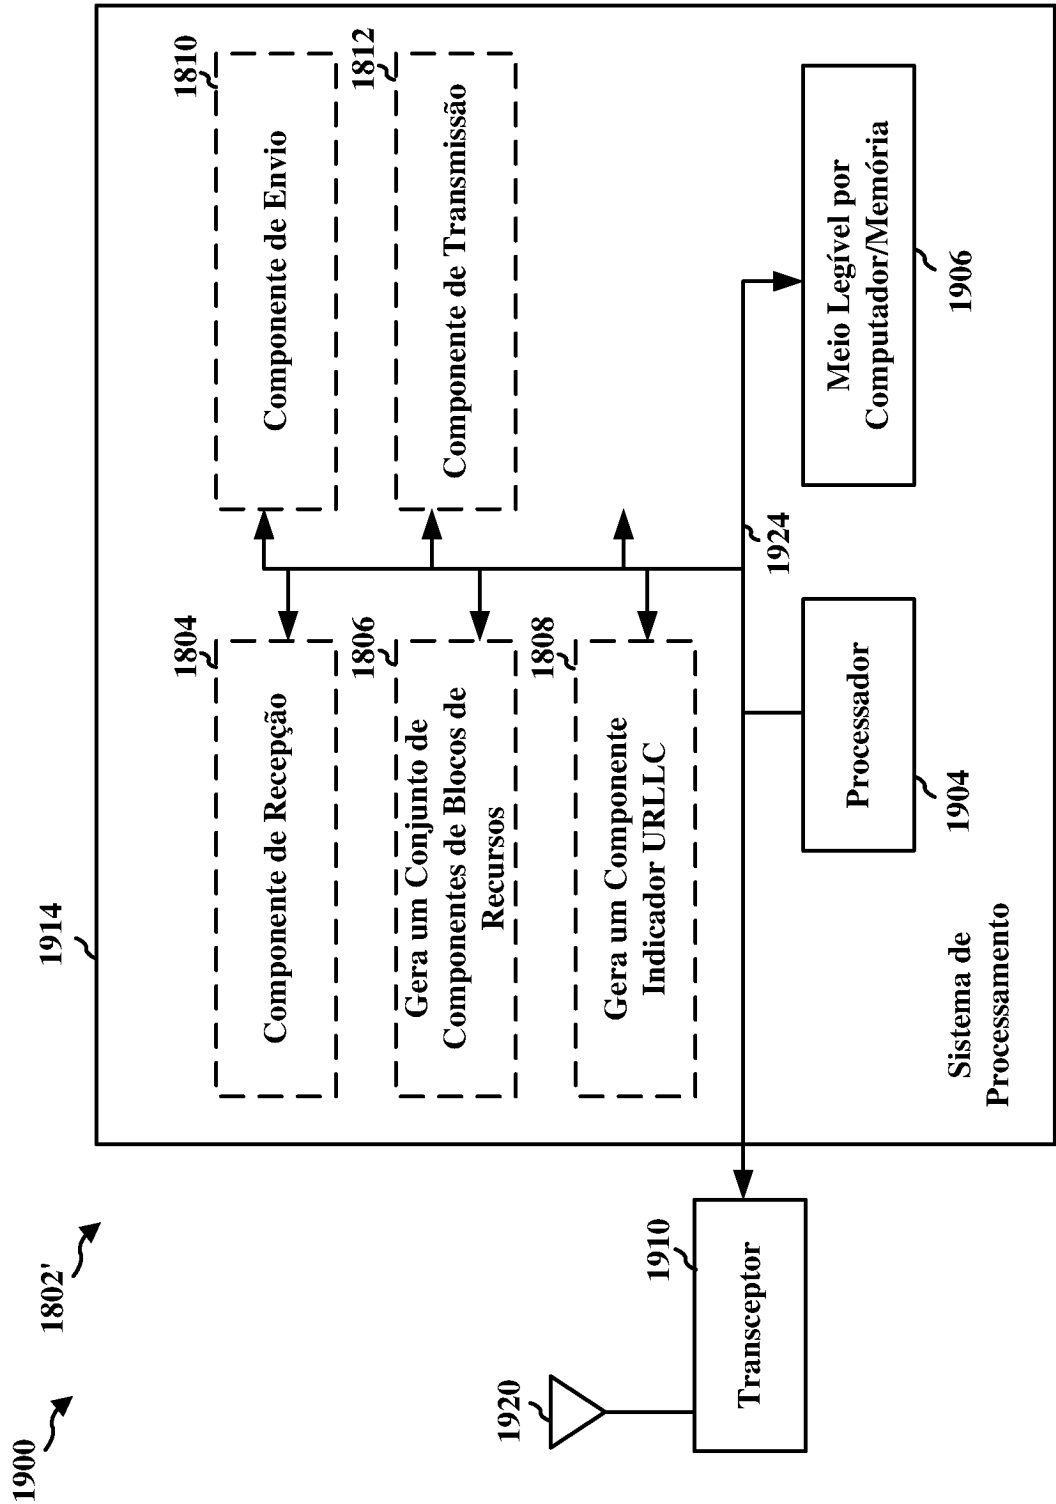 1900
1802'
1914
1804
Componente de Recepção
1810
Componente de Envio
1806
Gera um Conjunto de
Componentes de Blocos de
Recursos
1812
Componente de Transmissão
1808
Gera um Componente
Indicador URLLC
1920
1910
Transceptor
1924
Processador
1904
Meio Legível por
Computador/Memória
1906
Sistema de
Processamento